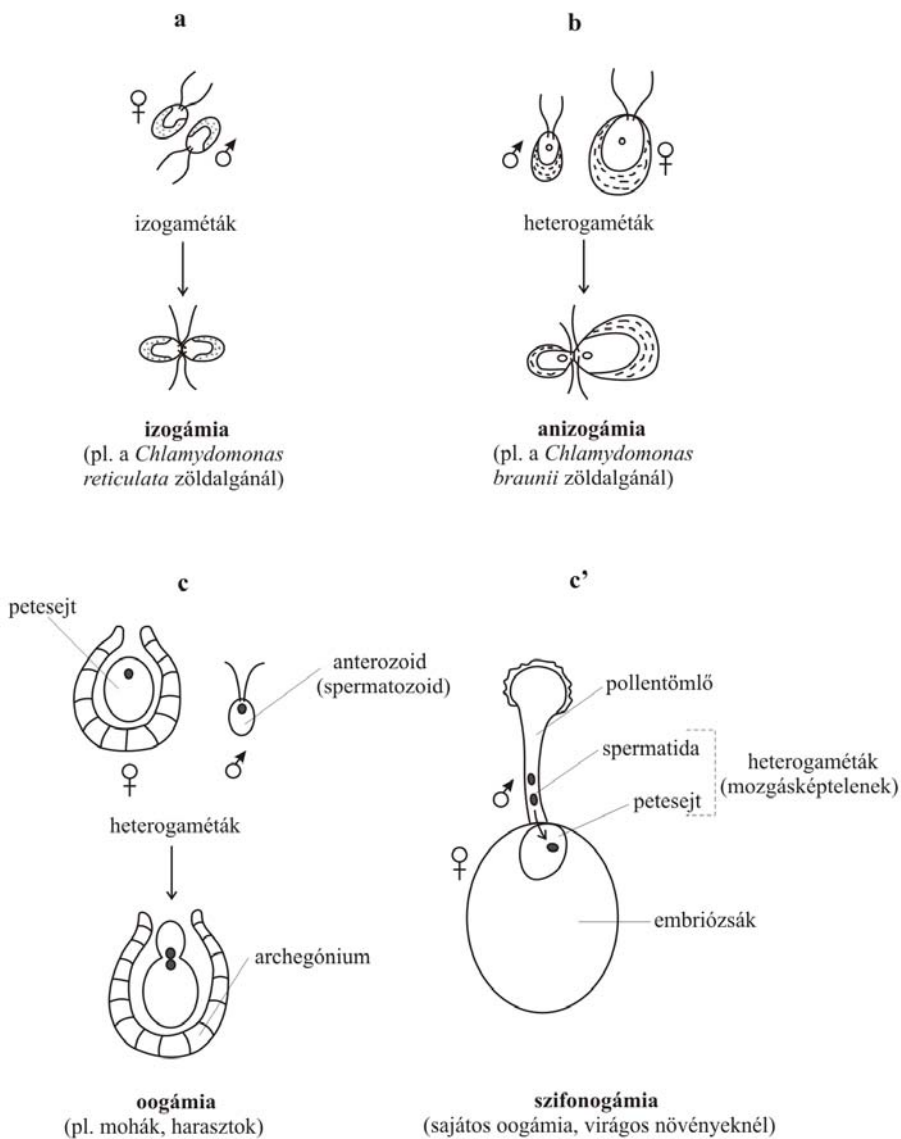 a
♀
♂
izogaméták
izogámia
(pl. a Chlamydomonas
reticulata zöldalgánál)
b
♂
♀
heterogaméták
anizogámia
(pl. a Chlamydomonas
braunii zöldalgánál)
c
petesejt
anterozoid
(spermatozoid)
♀
♂
heterogaméták
archegónium
oogámia
(pl. mohák, harasztok)
c’
pollentömlő
spermatida
heterogaméták
(mozgásképtelenek)
♂
petesejt
♀
embriózsák
szifonogámia
(sajátos oogámia, virágos növényeknél)